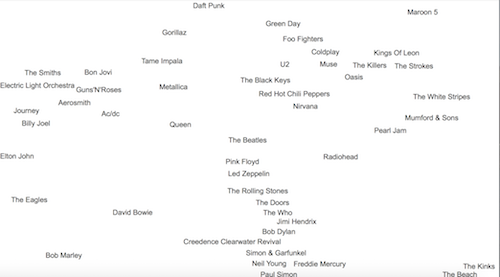 Daft Punk
Maroon 5
Green Day
Gorillaz
Foo Fighters
Coldplay
Kings Of Leon
Tame Impala
U2
Muse
The Killers
The Strokes
The Smiths
Bon Jovi
Oasis
The Black Keys
Electric Light Orchestra
Guns'N'Roses
Metallica
Red Hot Chili Peppers
The White Stripes
Aerosmith
Nirvana
Journey
Ac/dc
Mumford & Sons
Billy Joel
Queen
Pearl Jam
The Beatles
Elton John
Radiohead
Pink Floyd
Led Zeppelin
The Rolling Stones
The Eagles
The Doors
David Bowie
The Who
Jimi Hendrix
Bob Dylan
Creedence Clearwater Revival
Bob Marley
Simon & Garfunkel
Neil Young
Freddie Mercury
The Kinks
Paul Simon
The Beach